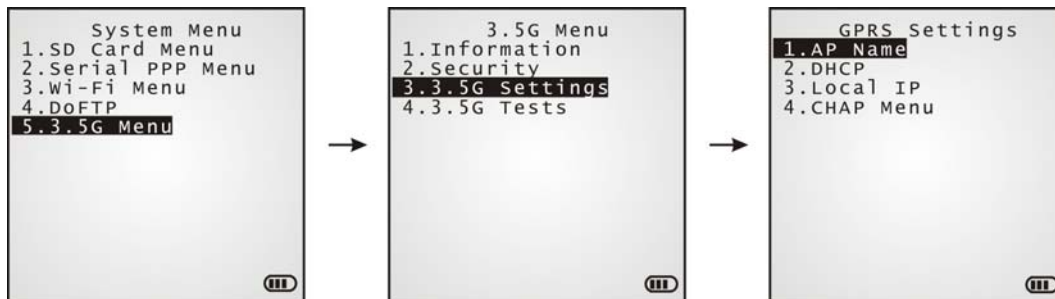 System Menu
1.SD Card Menu
2.Serial PPP Menu
3.Wi-Fi Menu
4.DoFTP
5.3.5G Menu
3.5G Menu
1.Information
2.Security
3.3.5G Settings
4.3.5G Tests
GPRS Settings
1.AP Name
2.DHCP
3.Local IP
4.CHAP Menu